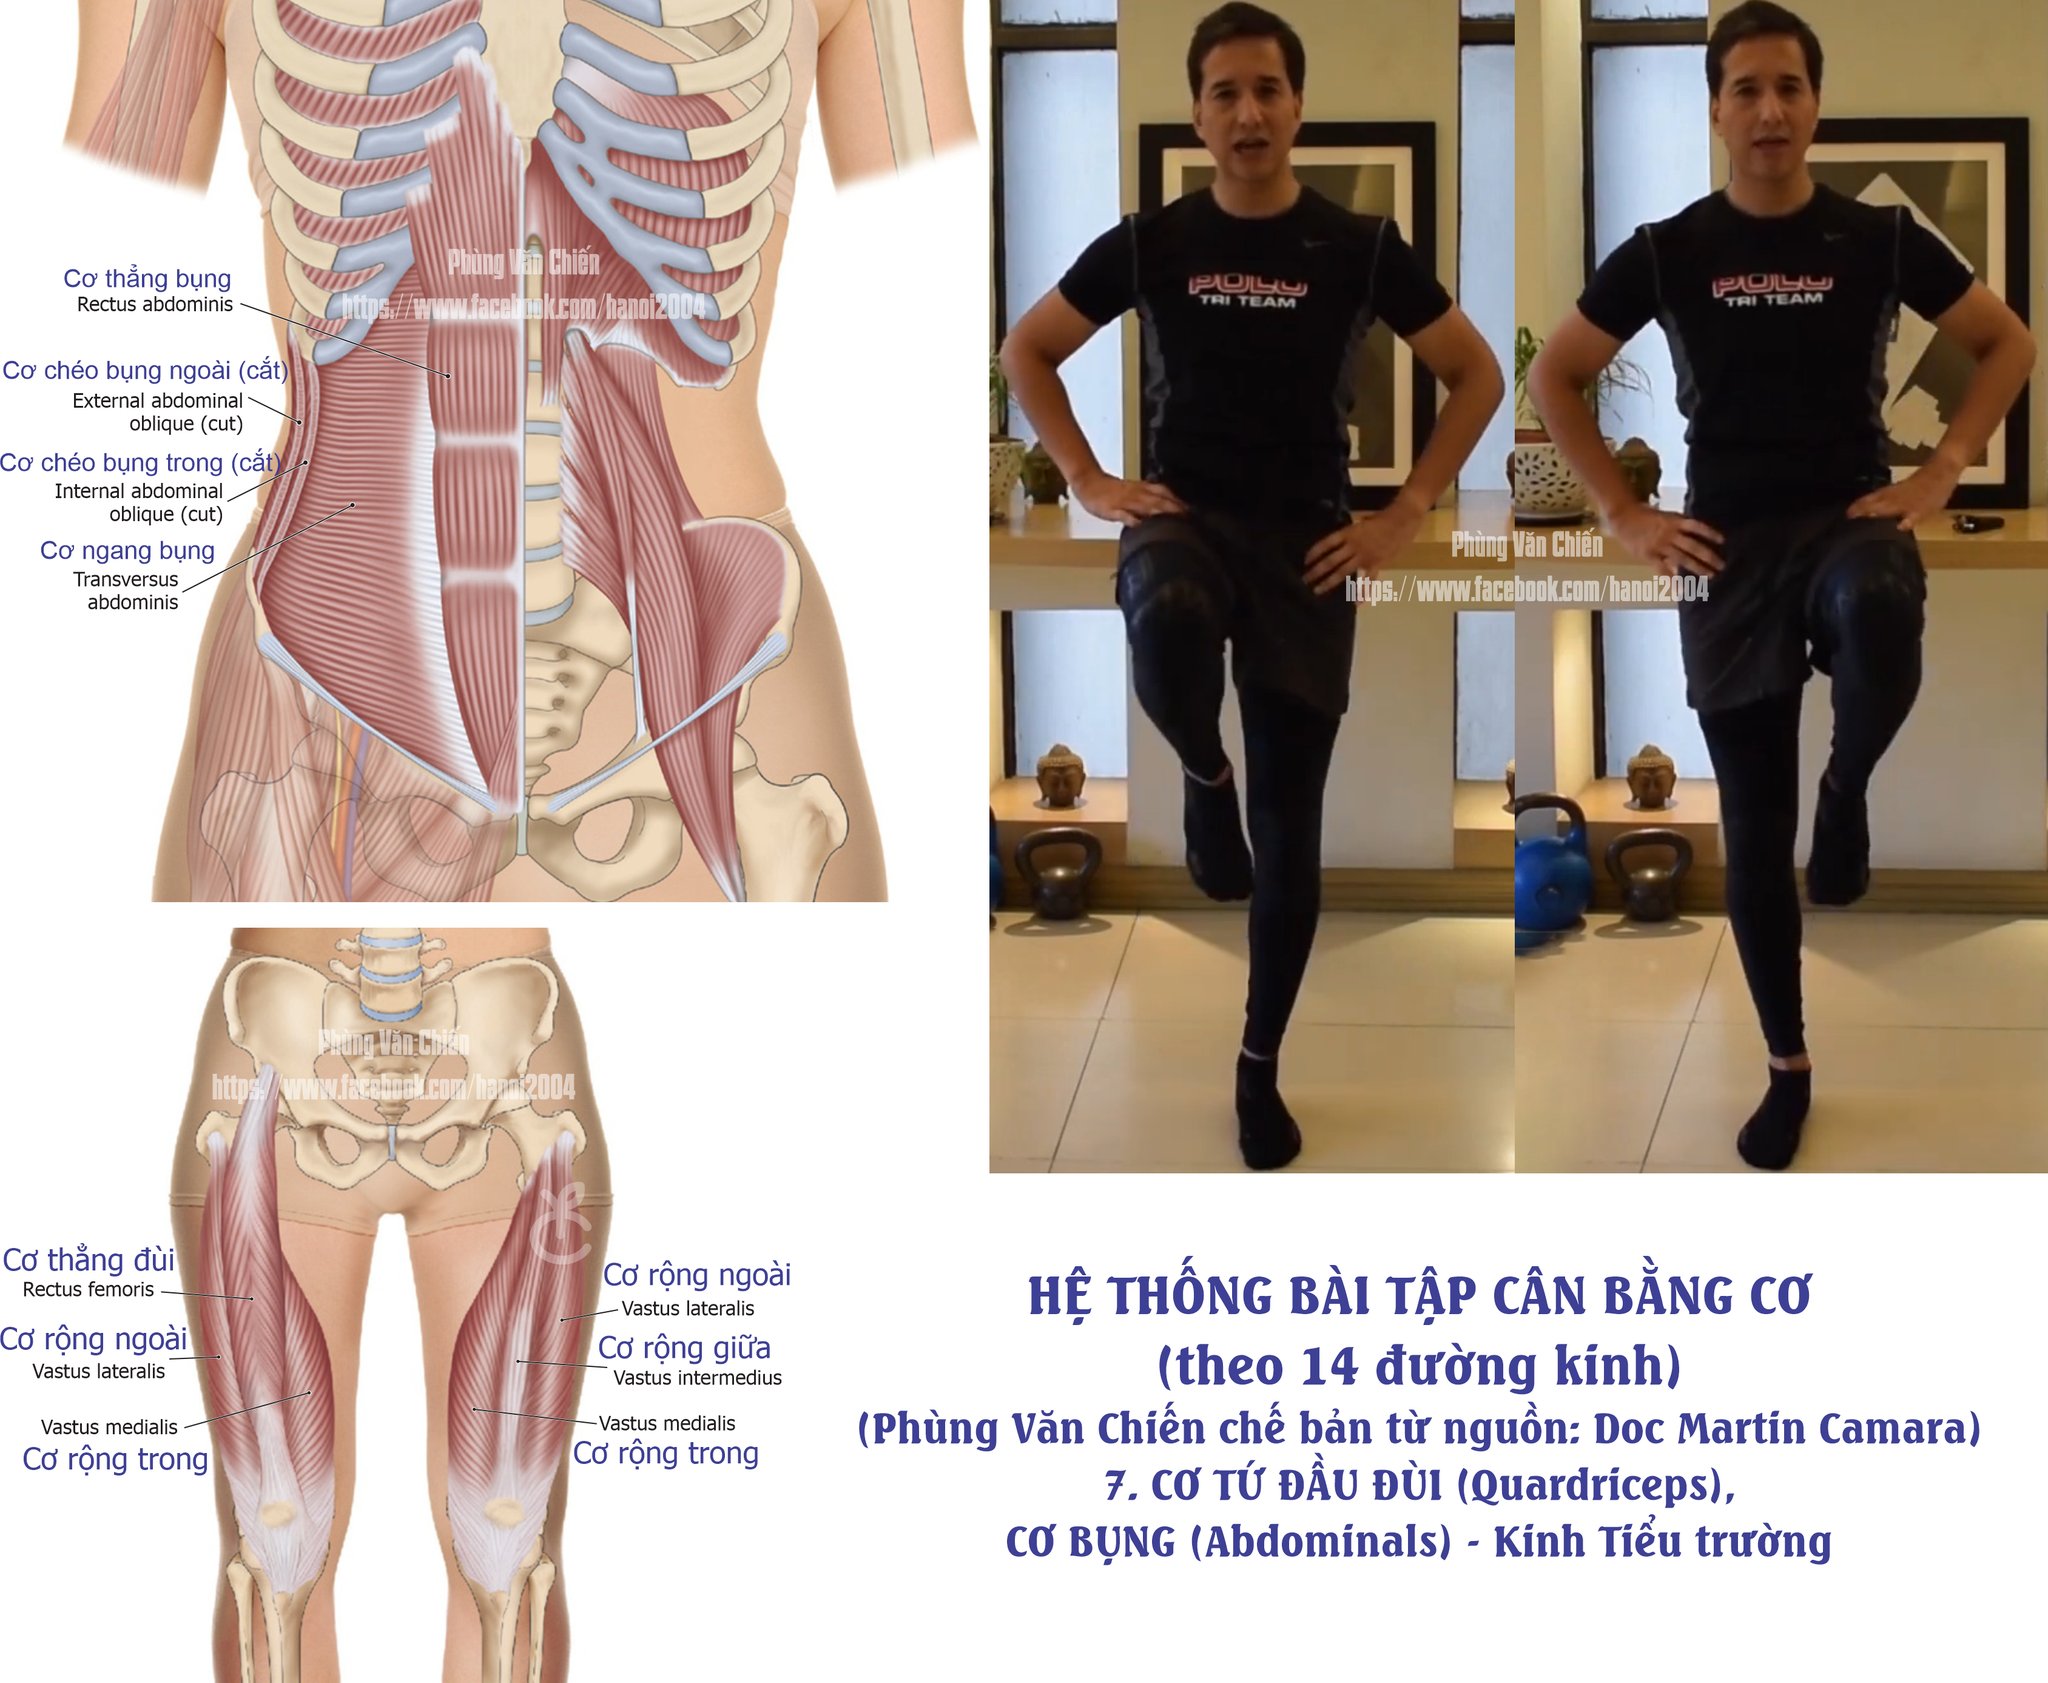 Phùng Văn Chiến
https://www.facebook.com/hanoi2004
Cơ thẳng bụng
Rectus abdominis
Cơ chéo bụng ngoài (cắt)
External abdominal
oblique (cut)
Cơ chéo bụng trong (cắt)
Internal abdominal
oblique (cut)
Cơ ngang bụng
Transversus
abdominis
POLO
TRI TEAM
POLO
TRI TEAM
Phùng Văn Chiến
https://www.facebook.com/hanoi2004
Phùng Văn Chiến
https://www.facebook.com/hanoi2004
Cơ thẳng đùi
Rectus femoris
Cơ rộng ngoài
Vastus lateralis
Vastus medialis
Cơ rộng trong
Cơ rộng ngoài
Vastus lateralis
Cơ rộng giữa
Vastus intermedius
Vastus medialis
Cơ rộng trong
HỆ THỐNG BÀI TẬP CÂN BẰNG CƠ
(theo 14 đường kinh)
(Phùng Văn Chiến chế bản từ nguồn: Doc Martin Camara)
7. CƠ TỨ ĐẦU ĐÙI (Quardriceps),
CƠ BỤNG (Abdominals) - Kinh Tiểu trường